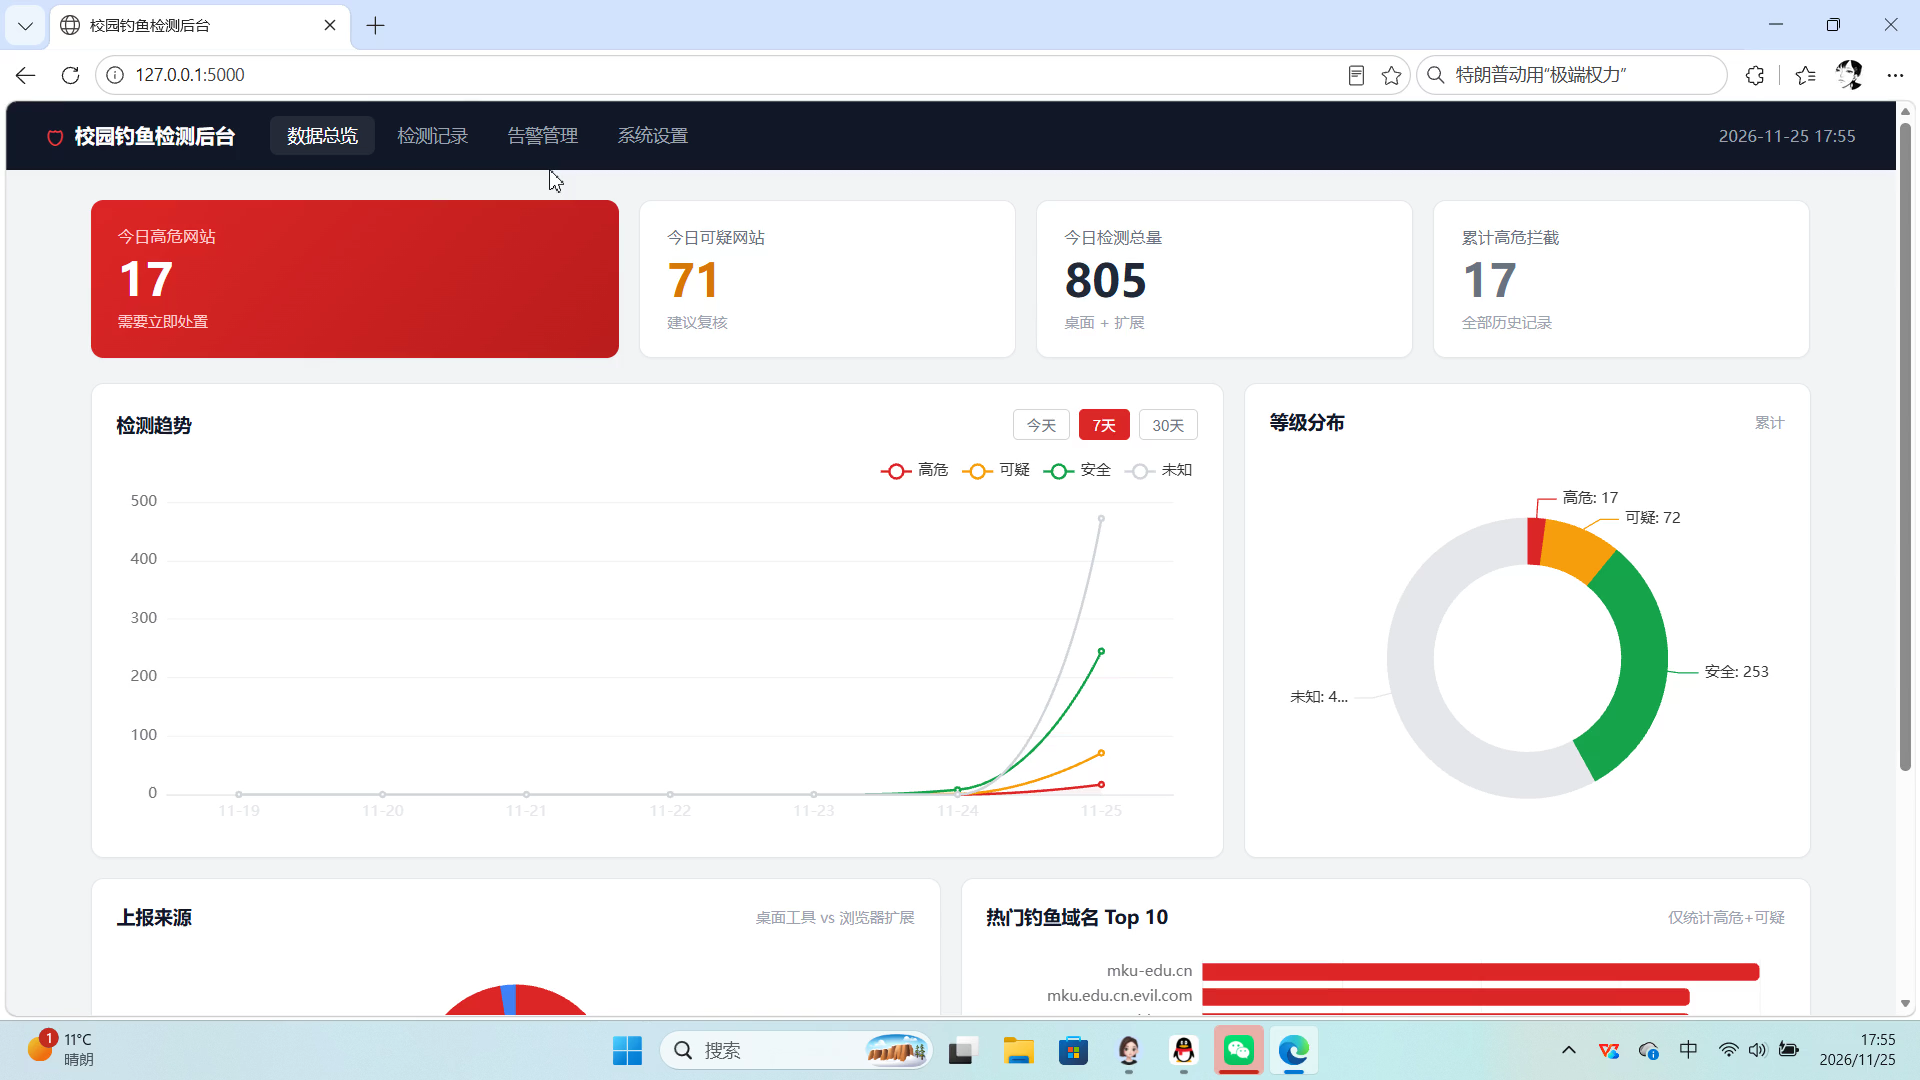 校园钓鱼检测后台
127.0.0.1:5000
特朗普动用“极端权力”
校园钓鱼检测后台
数据总览
检测记录
告警管理
系统设置
2026-11-25 17:55
今日高危网站
17
需要立即处置
今日可疑网站
71
建议复核
今日检测总量
805
桌面 + 扩展
累计高危拦截
17
全部历史记录
检测趋势
今天
7天
30天
高危
可疑
安全
未知
500
400
300
200
100
0
11-19
11-20
11-21
11-22
11-23
11-24
11-25
等级分布
累计
高危: 17
可疑: 72
安全: 253
未知: 4...
上报来源
桌面工具 vs 浏览器扩展
热门钓鱼域名 Top 10
仅统计高危+可疑
mku-edu.cn
mku.edu.cn.evil.com
1
11°C
晴朗
搜索
中
17:55
2026/11/25